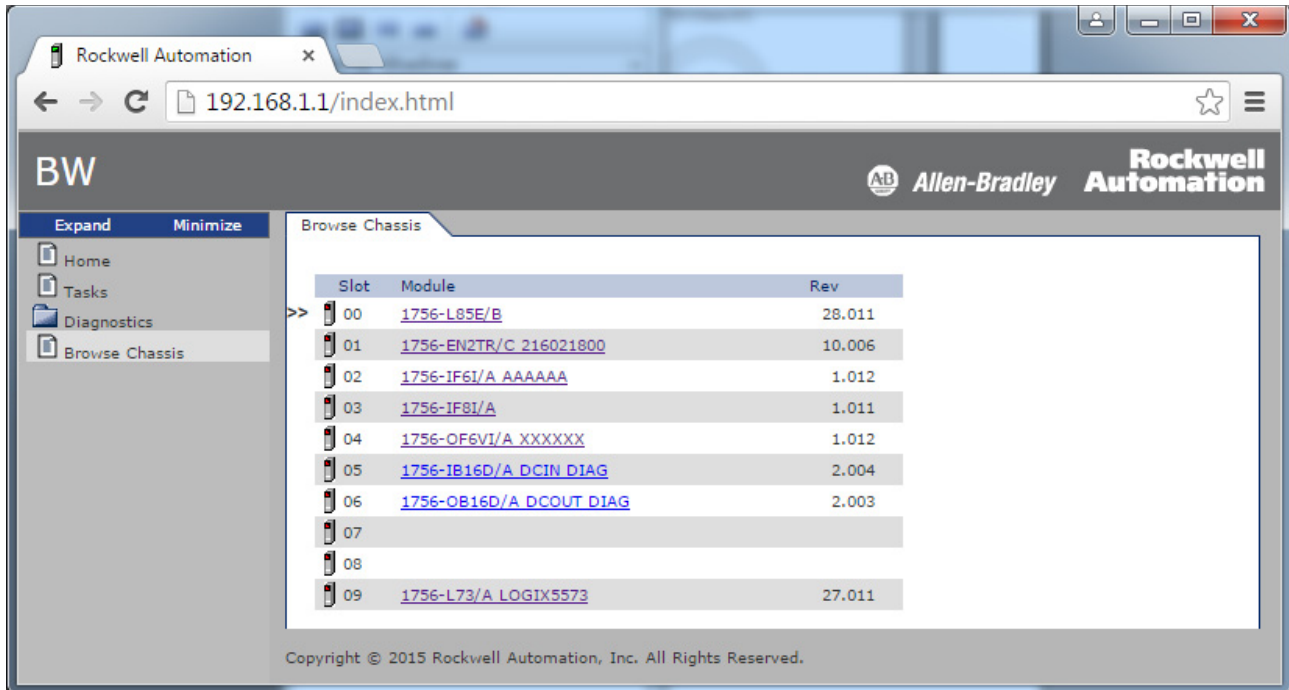 Rockwell Automation
192.168.1.1/index.html
BW
AB Allen-Bradley
Rockwell
Automation
Expand Minimize
Home
Tasks
Diagnostics
Browse Chassis
Browse Chassis
Slot Module Rev
>> 00 1756-L85E/B 28.011
01 1756-EN2TR/C 216021800 10.006
02 1756-IF6I/A AAAAAA 1.012
03 1756-IF8I/A 1.011
04 1756-OF6VI/A XXXXXX 1.012
05 1756-IB16D/A DCIN DIAG 2.004
06 1756-OB16D/A DCOUT DIAG 2.003
07
08
09 1756-L73/A LOGIX5573 27.011
Copyright © 2015 Rockwell Automation, Inc. All Rights Reserved.